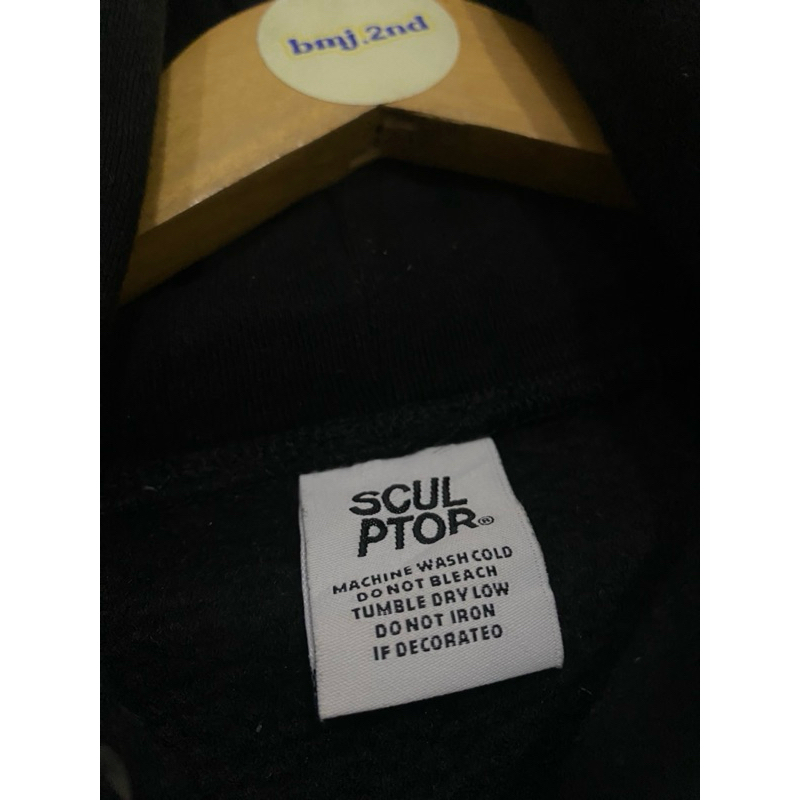 bmj.2nd
SCUL
PTOR®
MACHINE WASH COLD
DO NOT BLEACH
TUMBLE DRY LOW
DO NOT IRON
IF DECORATED